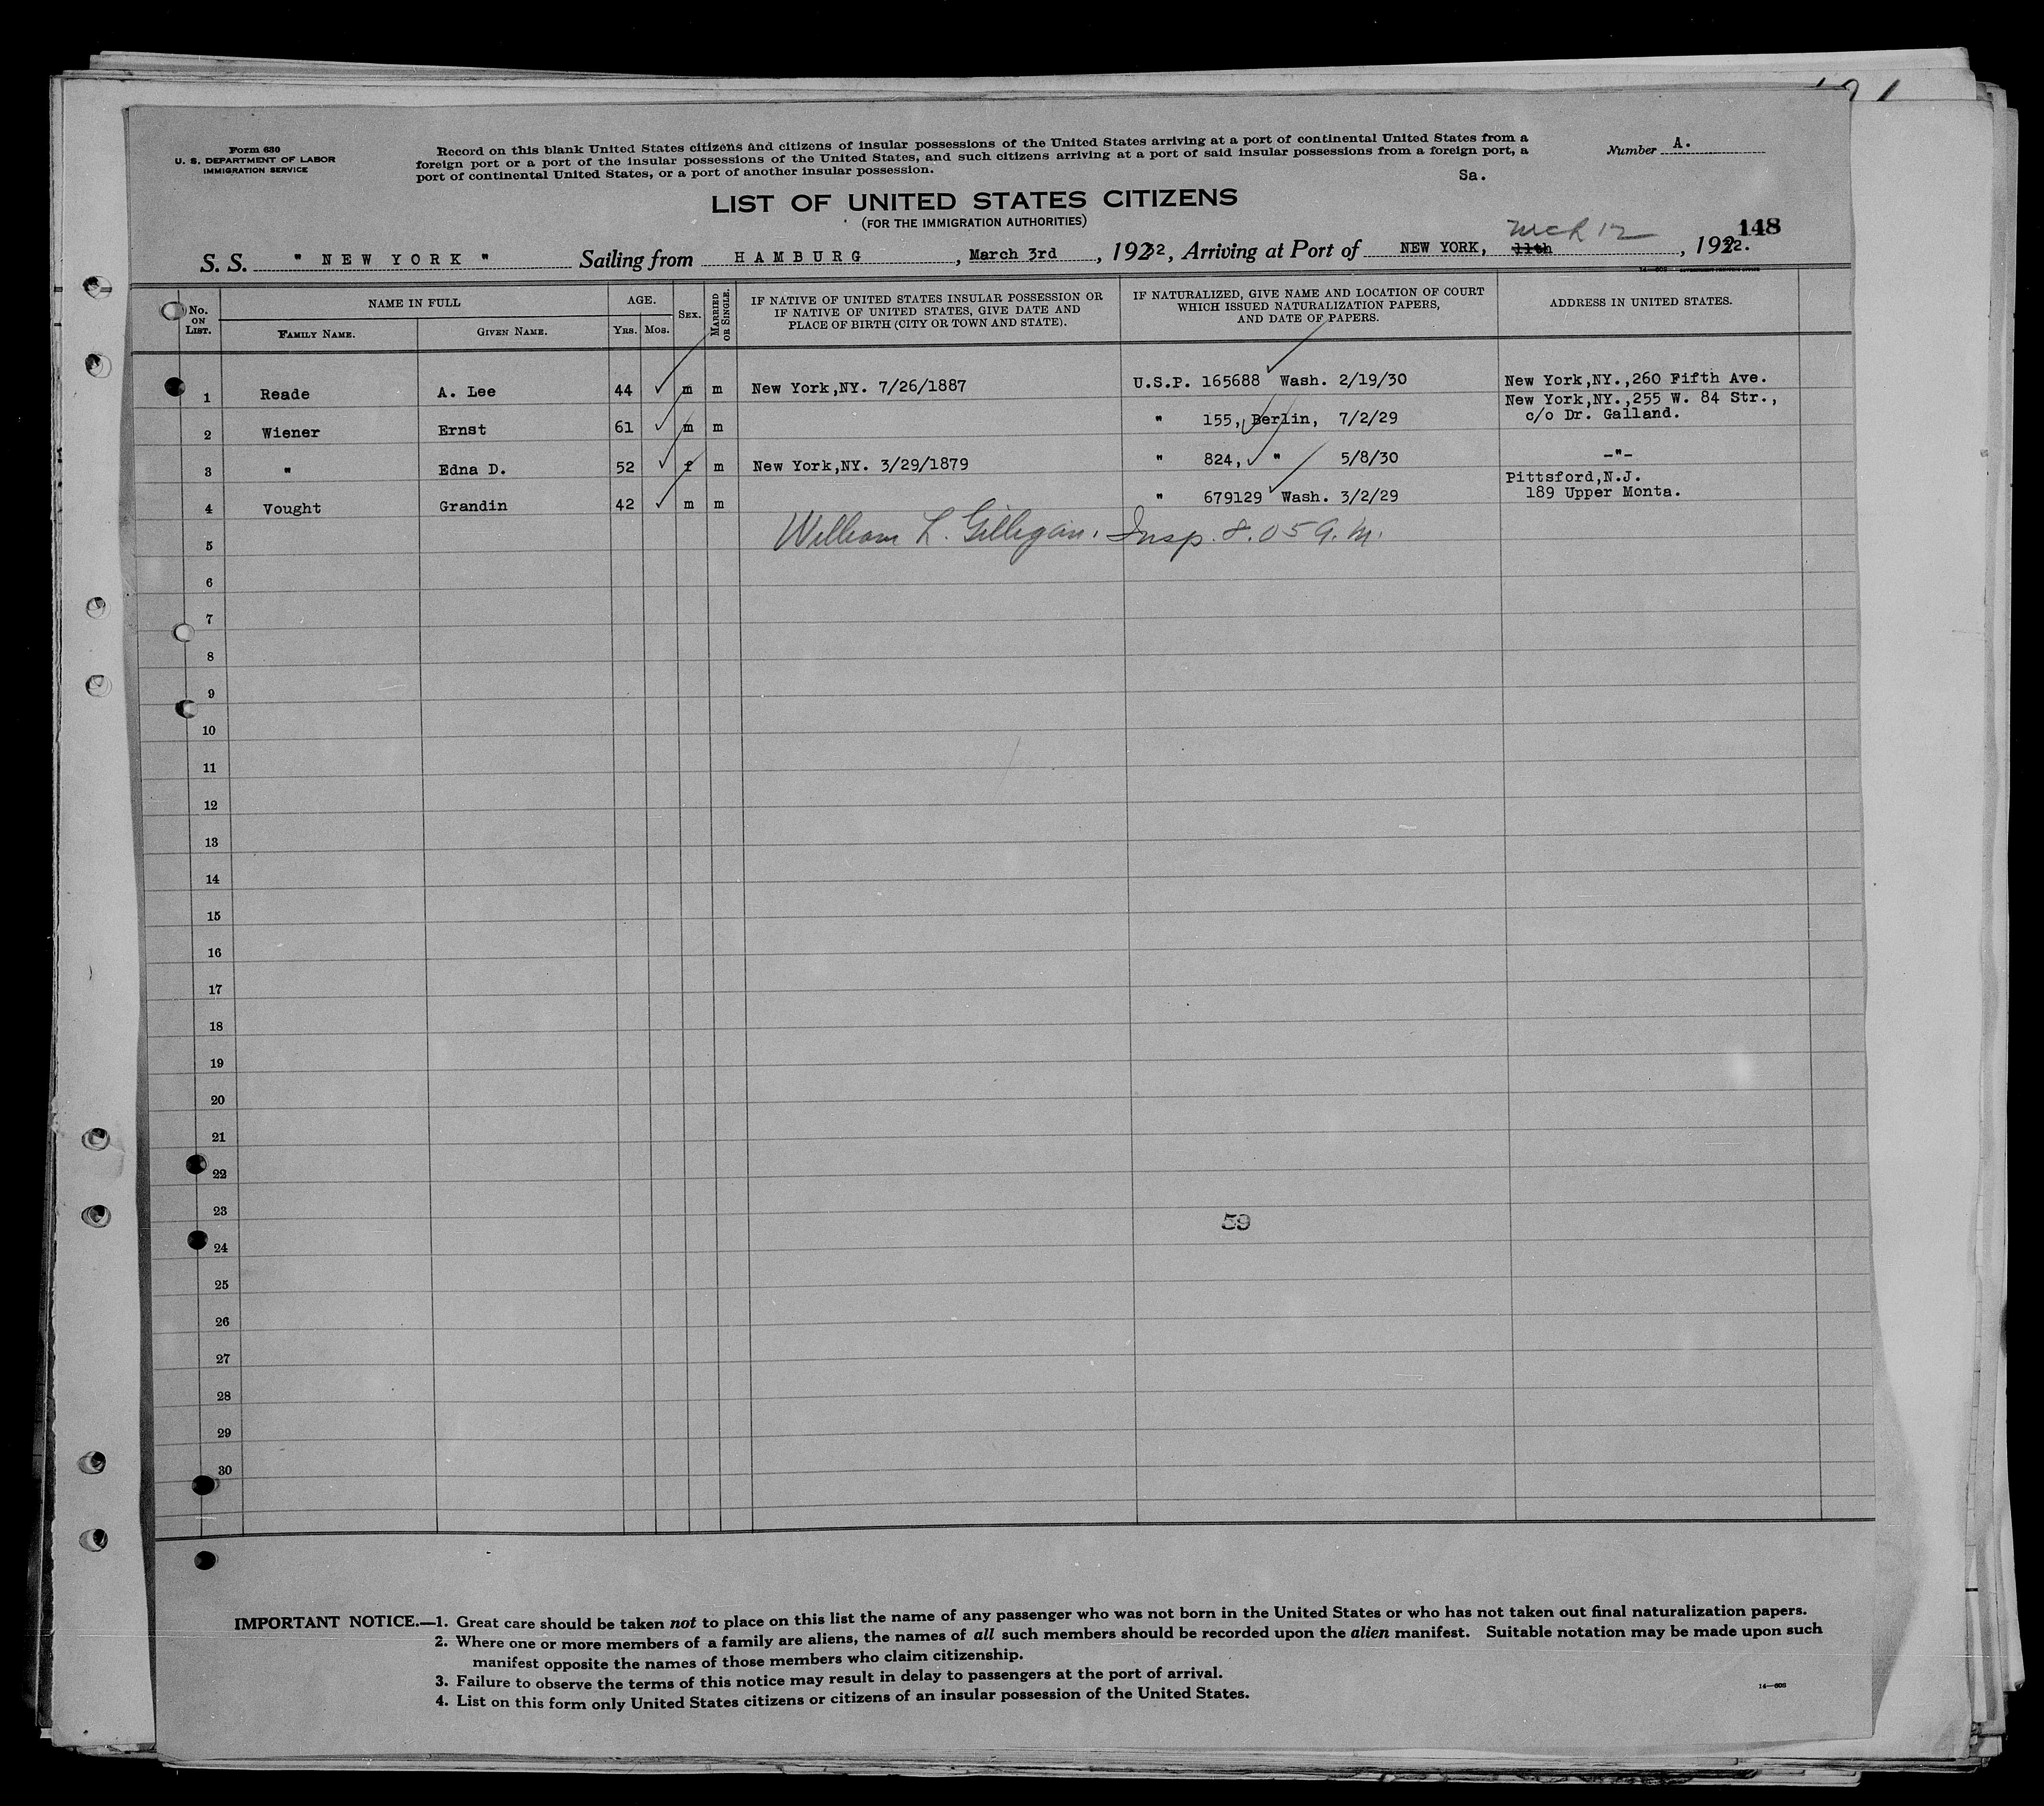 Form 630
U. S. DEPARTMENT OF LABOR
IMMIGRATION SERVICE
Record on this blank United States citizens and citizens of insular possessions of the United States arriving at a port of continental United States from a
foreign port or a port of the insular possessions of the United States, and such citizens arriving at a port of said insular possessions from a foreign port, a
port of continental United States, or a port of another insular possession.
Number A.
Sa.
LIST OF UNITED STATES CITIZENS
(FOR THE IMMIGRATION AUTHORITIES)
148
Mch 12
S. S. " NEW YORK " Sailing from HAMBURG, March 3rd, 1932, Arriving at Port of NEW YORK, 11th, 1932.
No. ON LIST. NAME IN FULL AGE. SEX. MARRIED OR SINGLE. IF NATIVE OF UNITED STATES INSULAR POSSESSION OR IF NATIVE OF UNITED STATES, GIVE DATE AND PLACE OF BIRTH (CITY OR TOWN AND STATE). IF NATURALIZED, GIVE NAME AND LOCATION OF COURT WHICH ISSUED NATURALIZATION PAPERS, AND DATE OF PAPERS. ADDRESS IN UNITED STATES.
FAMILY NAME. GIVEN NAME. YRS. MOS.
1 Reade A. Lee 44 m m New York,NY. 7/26/1887 U.S.P. 165688 Wash. 2/19/30 New York,NY.,260 Fifth Ave.
2 Wiener Ernst 61 m m " 155, Berlin, 7/2/29 New York,NY.,255 W. 84 Str., c/o Dr. Galland.
3 " Edna D. 52 f m New York,NY. 3/29/1879 " 824, " 5/8/30 -"-
4 Vought Grandin 42 m m " 679129 Wash. 3/2/29 Pittsford,N.J. 189 Upper Monta.
5 William L. Gilligan. Insp. 8.05 A.M.
6
7
8
9
10
11
12
13
14
15
16
17
18
19
20
21
22
23
59
24
25
26
27
28
29
30
IMPORTANT NOTICE.—1. Great care should be taken not to place on this list the name of any passenger who was not born in the United States or who has not taken out final naturalization papers.
2. Where one or more members of a family are aliens, the names of all such members should be recorded upon the alien manifest. Suitable notation may be made upon such
manifest opposite the names of those members who claim citizenship.
3. Failure to observe the terms of this notice may result in delay to passengers at the port of arrival.
4. List on this form only United States citizens or citizens of an insular possession of the United States.
14—608